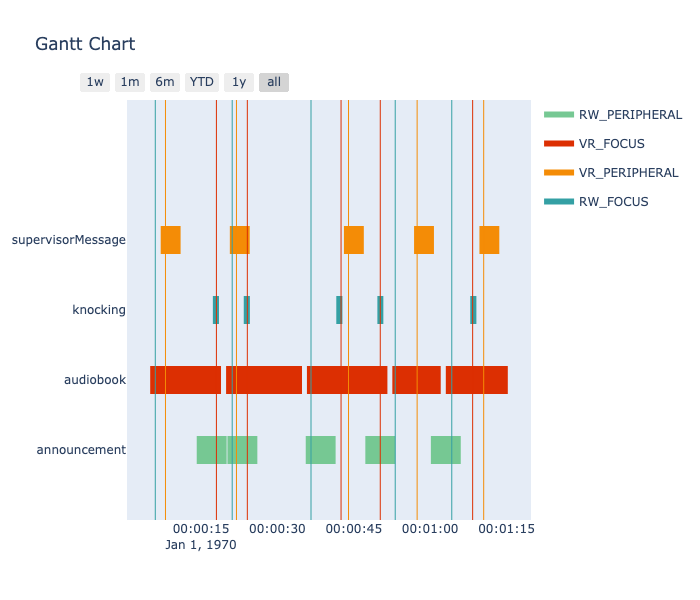 Gantt Chart
1w 1m 6m YTD 1y all
RW_PERIPHERAL
VR_FOCUS
VR_PERIPHERAL
RW_FOCUS
supervisorMessage
knocking
audiobook
announcement
00:00:15 00:00:30 00:00:45 00:01:00 00:01:15
Jan 1, 1970